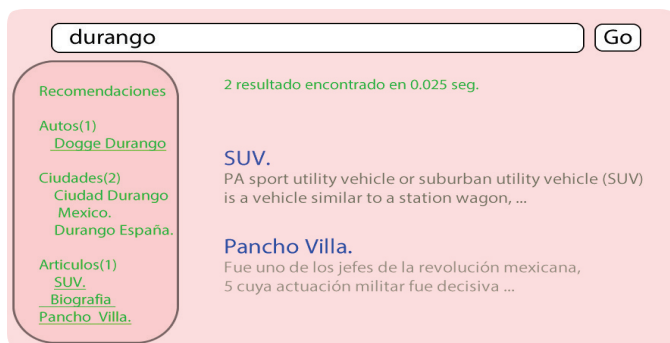 durango
Go
Recomendaciones
Autos(1)
Dogge Durango
Ciudades(2)
Ciudad Durango
Mexico.
Durango España.
Articulos(1)
SUV.
Biografia
Pancho Villa.
2 resultado encontrado en 0.025 seg.
SUV.
PA sport utility vehicle or suburban utility vehicle (SUV)
is a vehicle similar to a station wagon, ...
Pancho Villa.
Fue uno de los jefes de la revolución mexicana,
5 cuya actuación militar fue decisiva ...